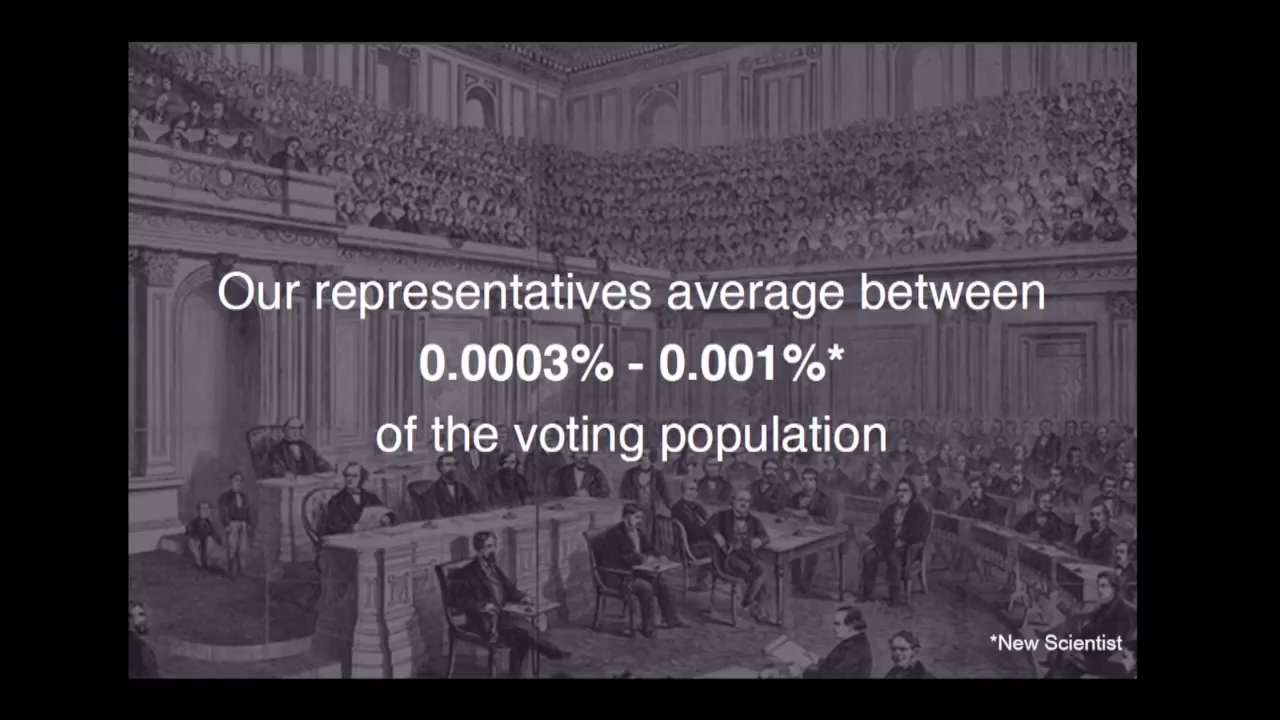 Our representatives average between
0.0003% - 0.001%*
of the voting population
*New Scientist